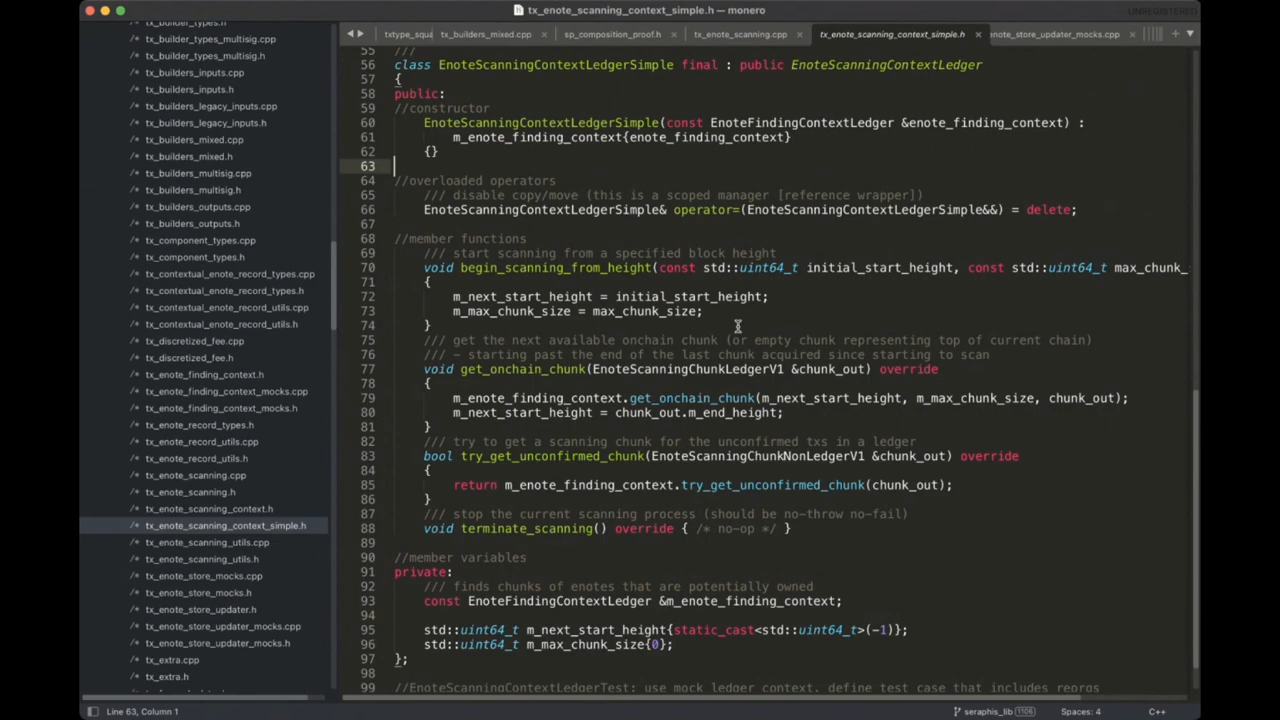 tx_enote_scanning_context_simple.h — monero
UNREGISTERED
txtype_squa
tx_builders_mixed.cpp ×
sp_composition_proof.h ×
tx_enote_scanning.cpp ×
tx_enote_scanning_context_simple.h ×
enote_store_updater_mocks.cpp ×
tx_builder_types.h
/* tx_builder_types_multisig.cpp
/* tx_builder_types_multisig.h
/* tx_builders_inputs.cpp
/* tx_builders_inputs.h
/* tx_builders_legacy_inputs.cpp
/* tx_builders_legacy_inputs.h
/* tx_builders_mixed.cpp
/* tx_builders_mixed.h
/* tx_builders_multisig.cpp
/* tx_builders_multisig.h
/* tx_builders_outputs.cpp
/* tx_builders_outputs.h
/* tx_component_types.cpp
/* tx_component_types.h
/* tx_contextual_enote_record_types.cpp
/* tx_contextual_enote_record_types.h
/* tx_contextual_enote_record_utils.cpp
/* tx_contextual_enote_record_utils.h
/* tx_discretized_fee.cpp
/* tx_discretized_fee.h
/* tx_enote_finding_context.h
/* tx_enote_finding_context_mocks.cpp
/* tx_enote_finding_context_mocks.h
/* tx_enote_record_types.h
/* tx_enote_record_utils.cpp
/* tx_enote_record_utils.h
/* tx_enote_scanning.cpp
/* tx_enote_scanning.h
/* tx_enote_scanning_context.h
/* tx_enote_scanning_context_simple.h
/* tx_enote_scanning_utils.cpp
/* tx_enote_scanning_utils.h
/* tx_enote_store_mocks.cpp
/* tx_enote_store_mocks.h
/* tx_enote_store_updater.h
/* tx_enote_store_updater_mocks.cpp
/* tx_enote_store_updater_mocks.h
/* tx_extra.cpp
/* tx_extra.h
55 ///
56 class EnoteScanningContextLedgerSimple final : public EnoteScanningContextLedger
57 {
58 public:
59 //constructor
60 EnoteScanningContextLedgerSimple(const EnoteFindingContextLedger &enote_finding_context) :
61 m_enote_finding_context{enote_finding_context}
62 {}
63
64 //overloaded operators
65 /// disable copy/move (this is a scoped manager [reference wrapper])
66 EnoteScanningContextLedgerSimple& operator=(EnoteScanningContextLedgerSimple&&) = delete;
67
68 //member functions
69 /// start scanning from a specified block height
70 void begin_scanning_from_height(const std::uint64_t initial_start_height, const std::uint64_t max_chunk_
71 {
72 m_next_start_height = initial_start_height;
73 m_max_chunk_size = max_chunk_size;
74 }
75 /// get the next available onchain chunk (or empty chunk representing top of current chain)
76 /// - starting past the end of the last chunk acquired since starting to scan
77 void get_onchain_chunk(EnoteScanningChunkLedgerV1 &chunk_out) override
78 {
79 m_enote_finding_context.get_onchain_chunk(m_next_start_height, m_max_chunk_size, chunk_out);
80 m_next_start_height = chunk_out.m_end_height;
81 }
82 /// try to get a scanning chunk for the unconfirmed txs in a ledger
83 bool try_get_unconfirmed_chunk(EnoteScanningChunkNonLedgerV1 &chunk_out) override
84 {
85 return m_enote_finding_context.try_get_unconfirmed_chunk(chunk_out);
86 }
87 /// stop the current scanning process (should be no-throw no-fail)
88 void terminate_scanning() override { /* no-op */ }
89
90 //member variables
91 private:
92 /// finds chunks of enotes that are potentially owned
93 const EnoteFindingContextLedger &m_enote_finding_context;
94
95 std::uint64_t m_next_start_height{static_cast<std::uint64_t>(-1)};
96 std::uint64_t m_max_chunk_size{0};
97 };
98
99 //EnoteScanningContextLedgerTest: use mock ledger context, define test case that includes reorgs
Line 63, Column 1
seraphis_lib 1106
Spaces: 4
C++